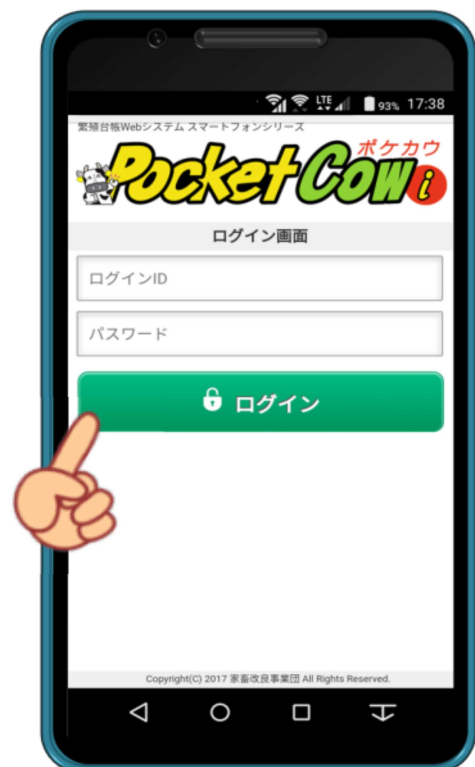 LTE 93% 17:38
繁殖台帳Webシステム スマートフォンシリーズ
ポケカウ
Pocket Cow i
ログイン画面
ログインID
パスワード
ログイン
Copyright(C) 2017 家畜改良事業団 All Rights Reserved.